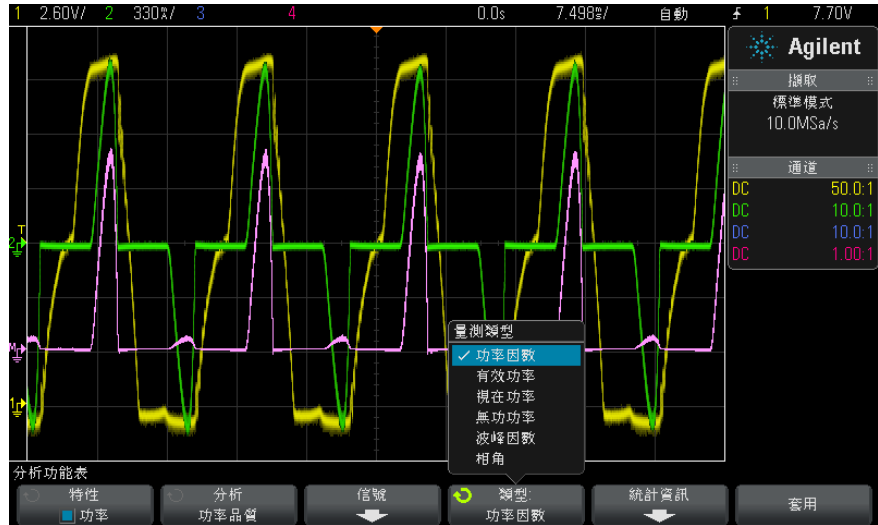 1 2.60V/ 2 330㎷/ 3 4 0.0s 7.498㎳/ 自動 1 7.70V
Agilent
擷取
標準模式
10.0MSa/s
通道
DC 50.0:1
DC 10.0:1
DC 10.0:1
DC 1.00:1
T
2
M
1
量測類型
✓ 功率因數
有效功率
視在功率
無功功率
波峰因數
相角
分析功能表
特性
功率
分析
功率品質
信號
類型:
功率因數
統計資訊
套用